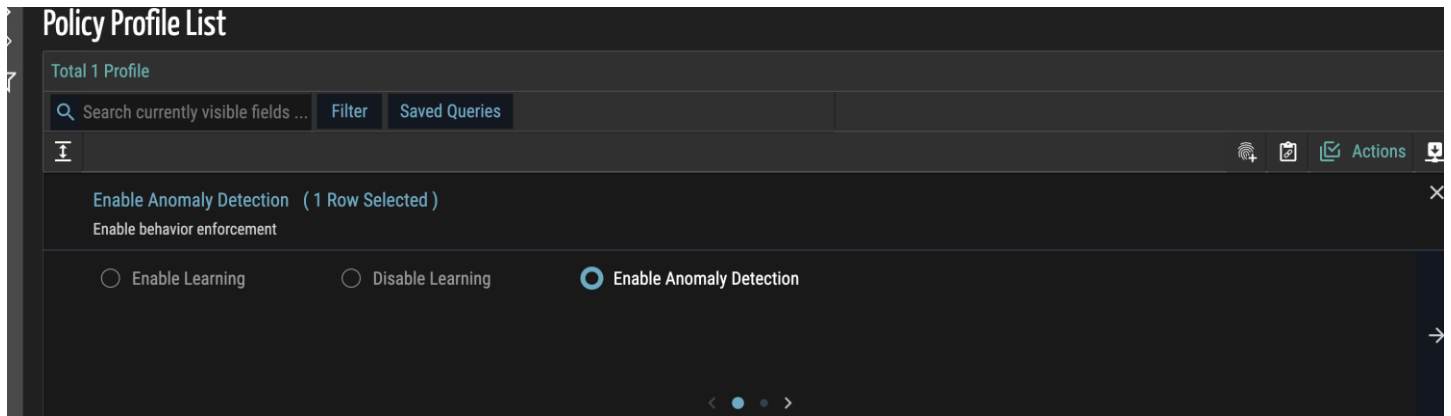 Policy Profile List
Total 1 Profile
Search currently visible fields ... Filter Saved Queries
Actions
Enable Anomaly Detection ( 1 Row Selected )
Enable behavior enforcement
Enable Learning Disable Learning Enable Anomaly Detection